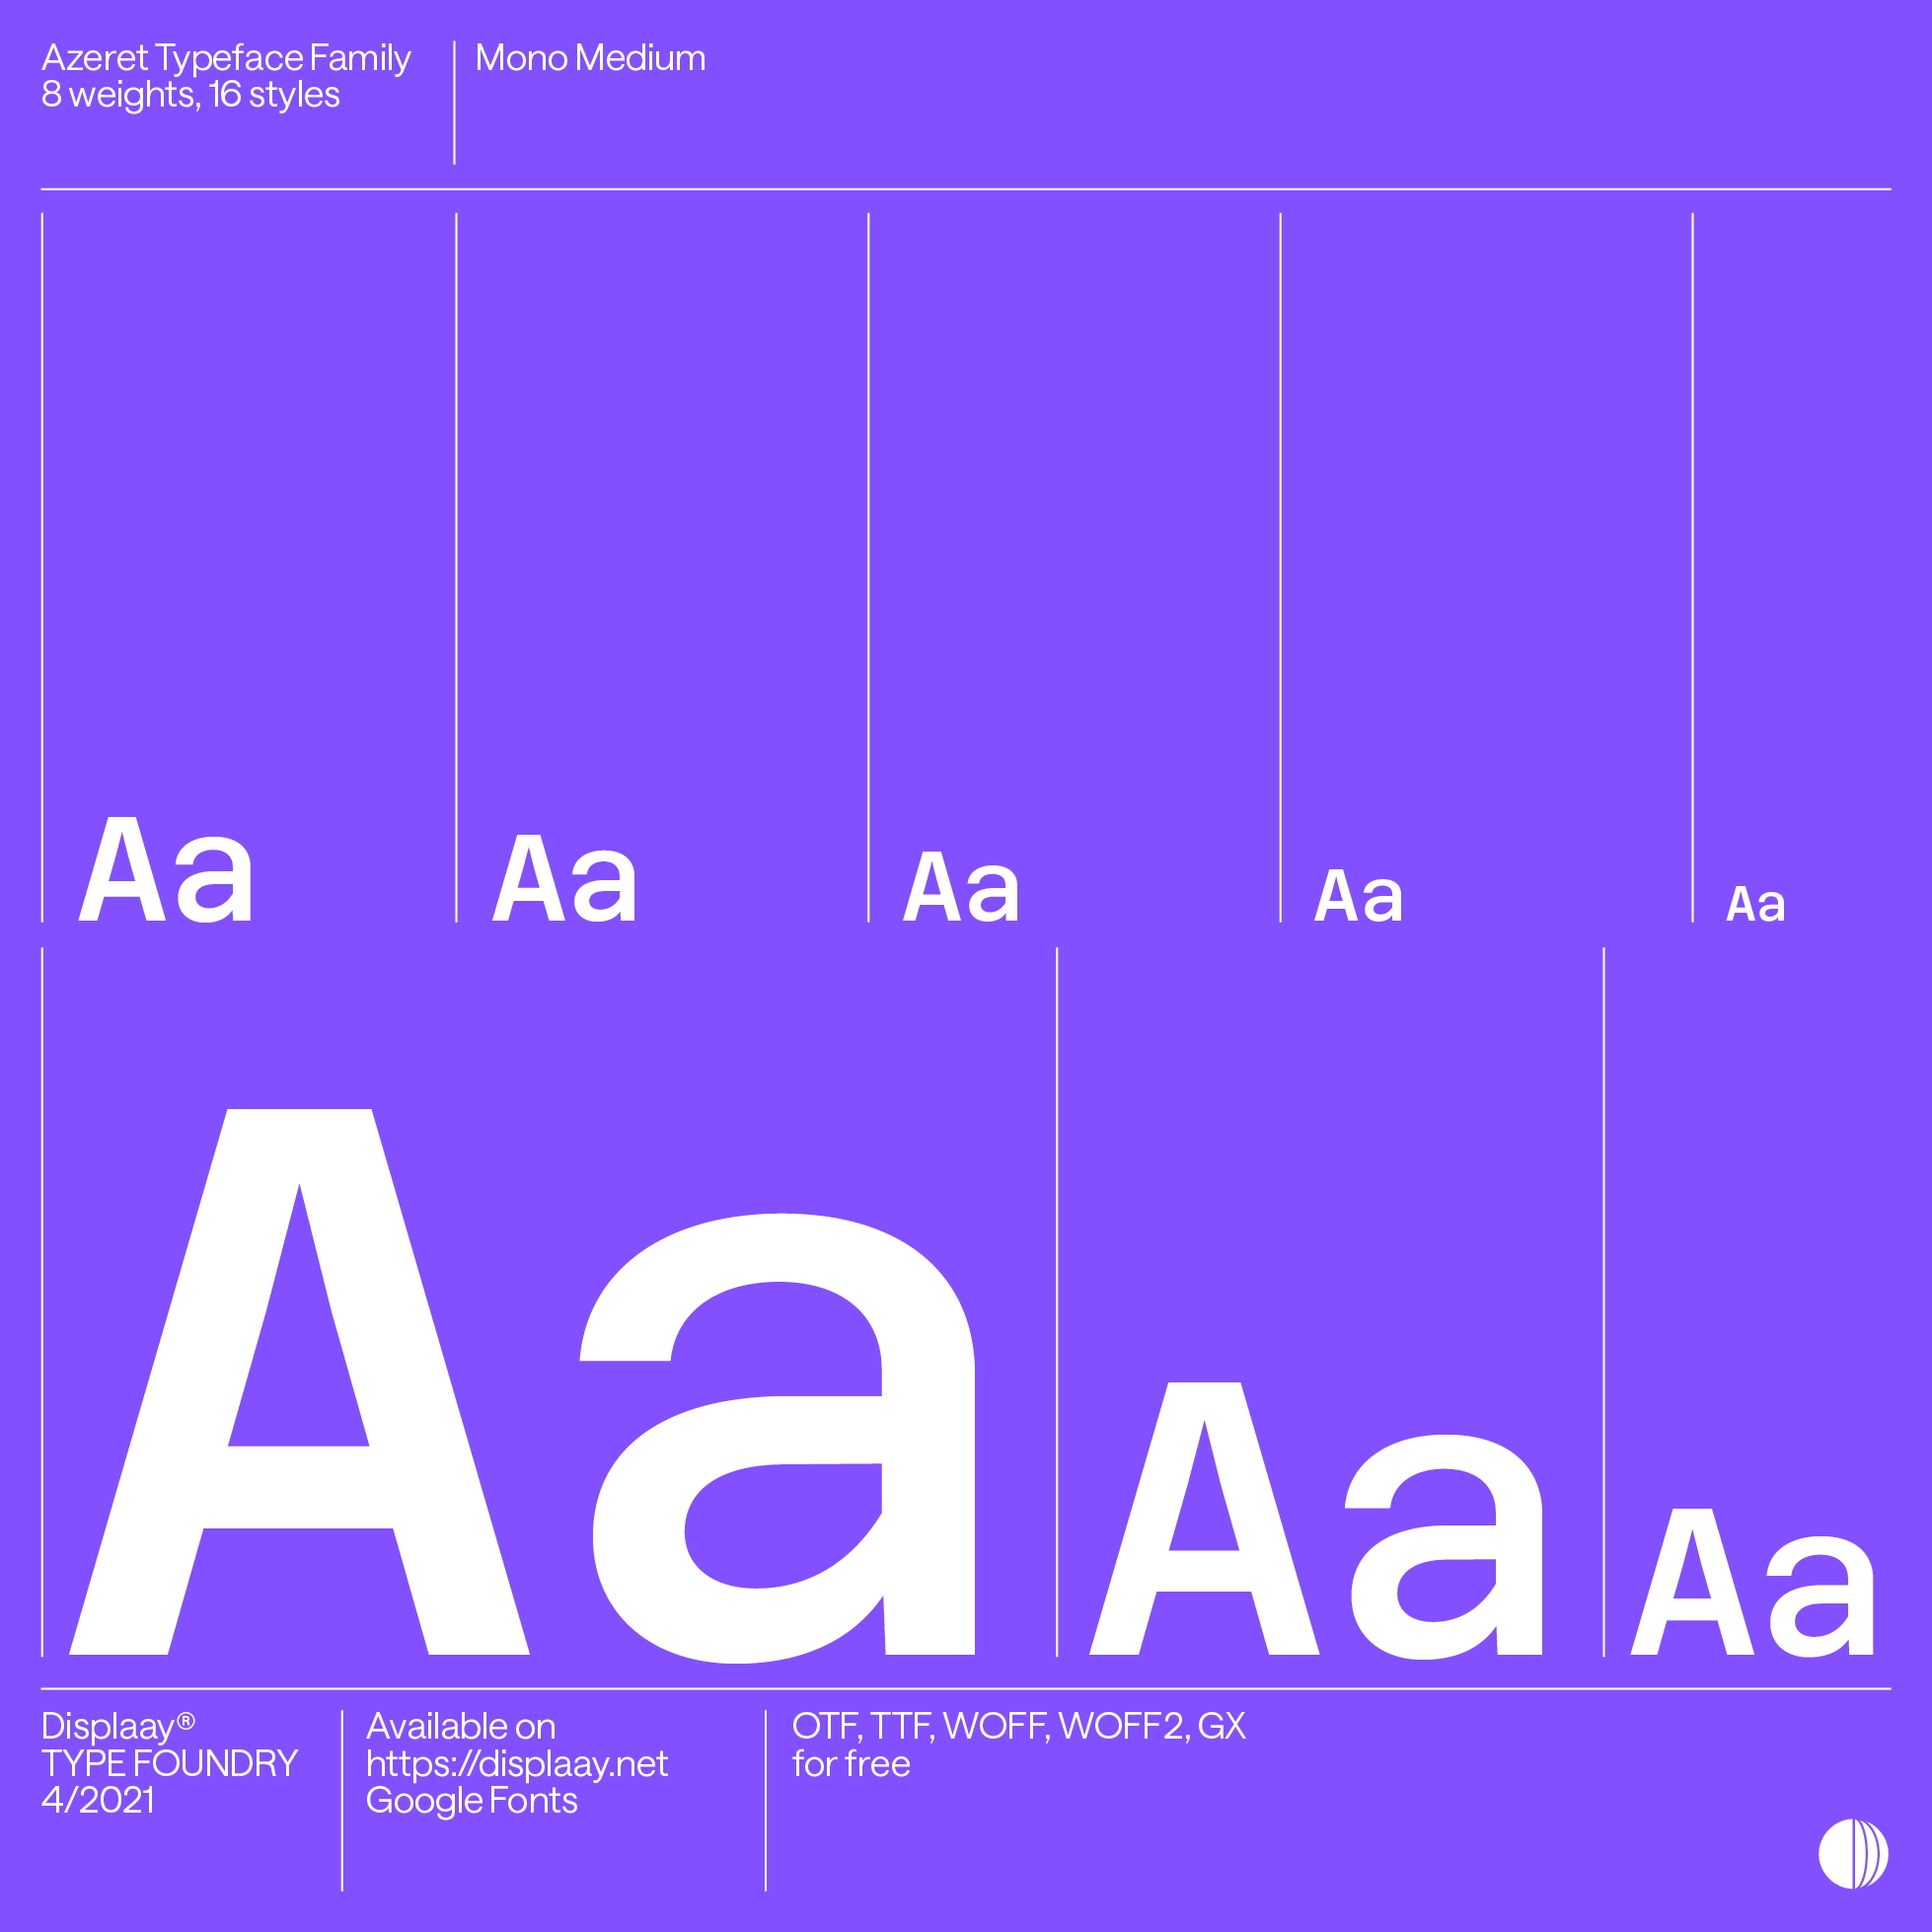 Azeret Typeface Family
8 weights, 16 styles
Mono Medium
Aa
Aa
Aa
Aa
Aa
Aa
Aa
Aa
Displaay®
TYPE FOUNDRY
4/2021
Available on
https://displaay.net
Google Fonts
OTF, TTF, WOFF, WOFF2, GX
for free